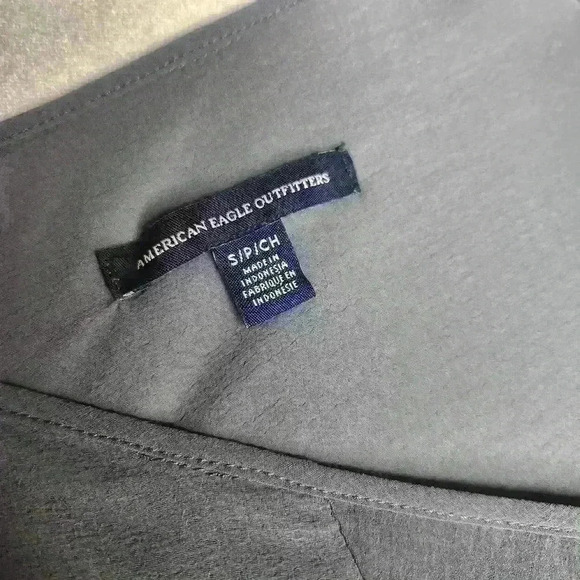 AMERICAN EAGLE OUTFITTERS
S/P/CH
MADE IN
INDONESIA
FABRIQUE EN
INDONESIE